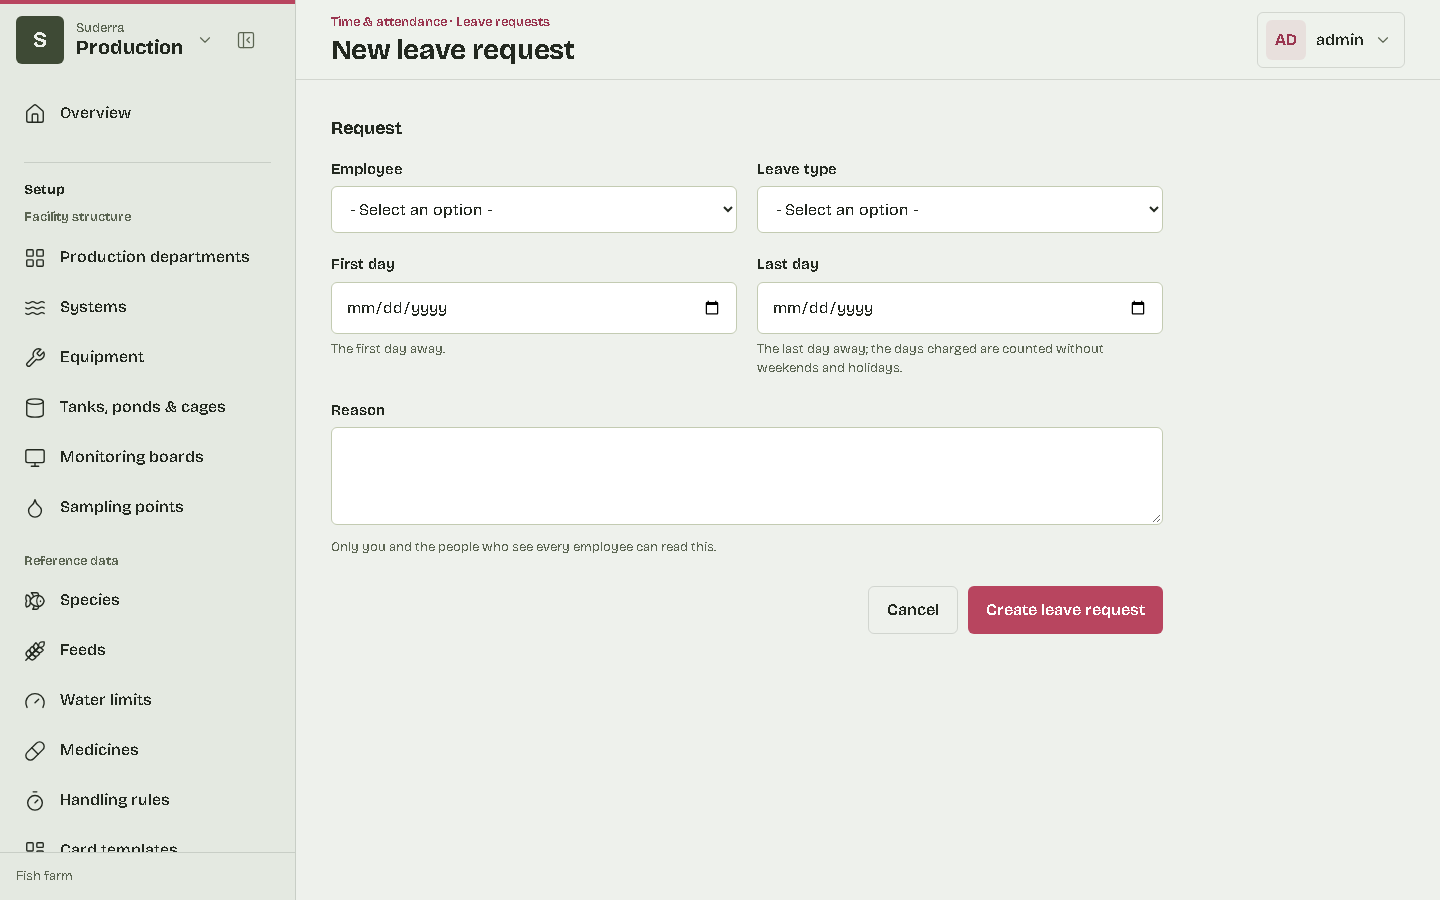 S
Suderra
Production
Time & attendance · Leave requests
New leave request
AD
admin
Overview
Setup
Facility structure
Production departments
Systems
Equipment
Tanks, ponds & cages
Monitoring boards
Sampling points
Reference data
Species
Feeds
Water limits
Medicines
Handling rules
Card templates
Fish farm
Request
Employee
Leave type
- Select an option -
- Select an option -
First day
Last day
mm/dd/yyyy
mm/dd/yyyy
The first day away.
The last day away; the days charged are counted without
weekends and holidays.
Reason
Only you and the people who see every employee can read this.
Cancel
Create leave request